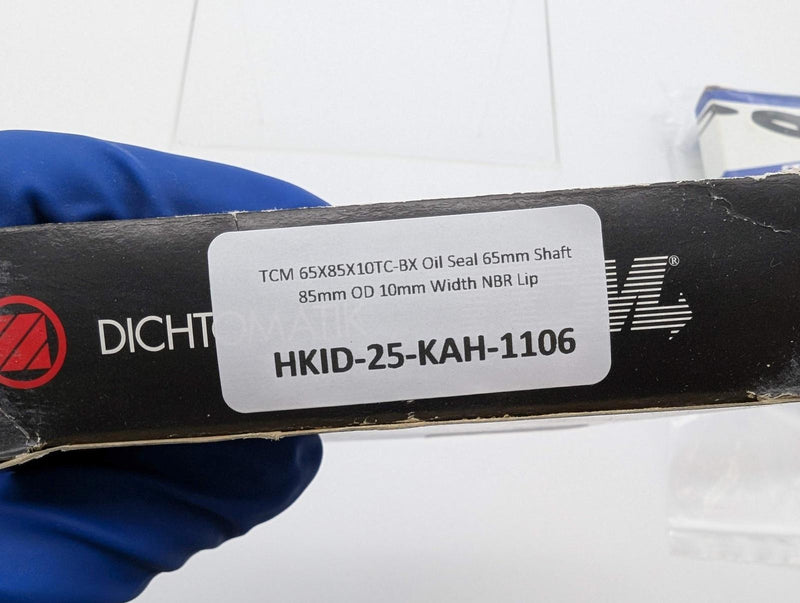 TCM 65X85X10TC-BX Oil Seal 65mm Shaft
85mm OD 10mm Width NBR Lip
HKID-25-KAH-1106
DICHTOMATIK
®